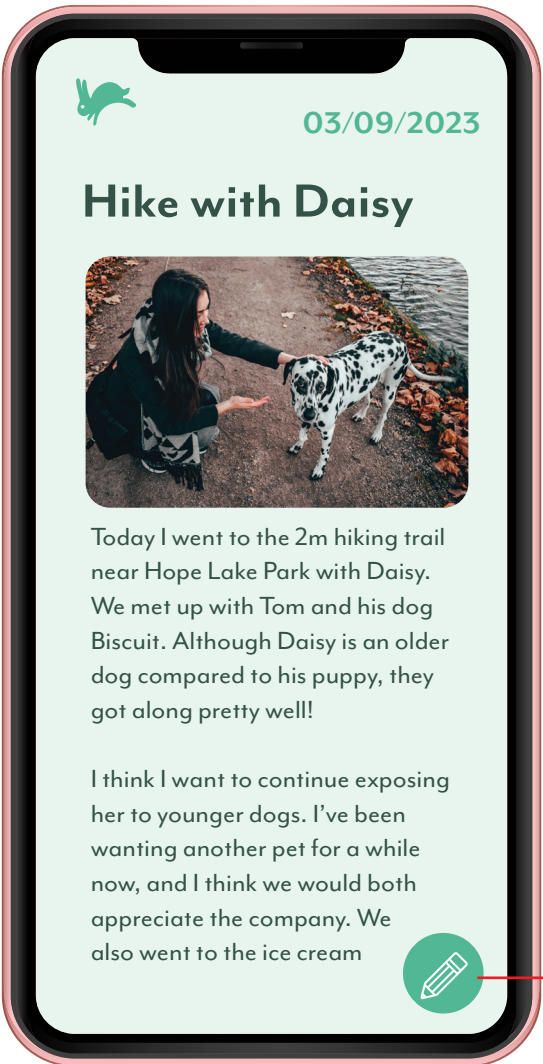 03/09/2023
Hike with Daisy
Today I went to the 2m hiking trail
near Hope Lake Park with Daisy.
We met up with Tom and his dog
Biscuit. Although Daisy is an older
dog compared to his puppy, they
got along pretty well!
I think I want to continue exposing
her to younger dogs. I’ve been
wanting another pet for a while
now, and I think we would both
appreciate the company. We
also went to the ice cream